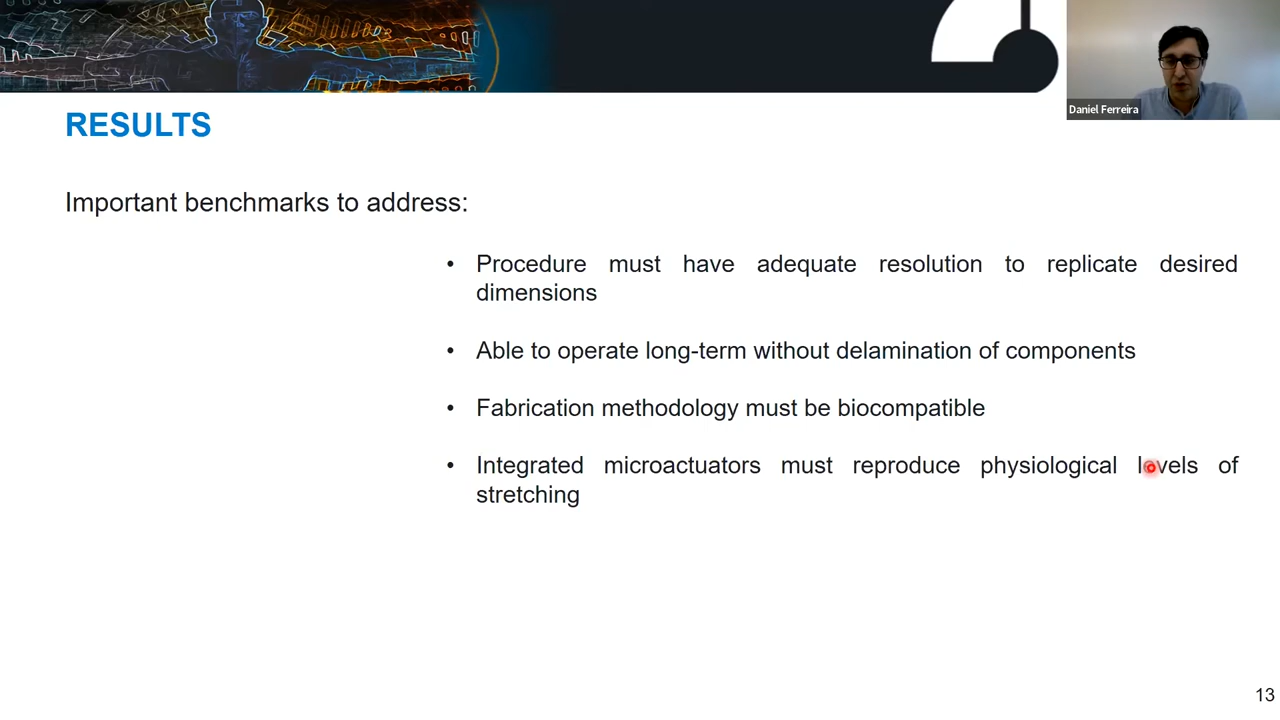 Daniel Ferreira
RESULTS
Important benchmarks to address:
• Procedure must have adequate resolution to replicate desired
dimensions
• Able to operate long-term without delamination of components
• Fabrication methodology must be biocompatible
• Integrated microactuators must reproduce physiological levels of
stretching
13